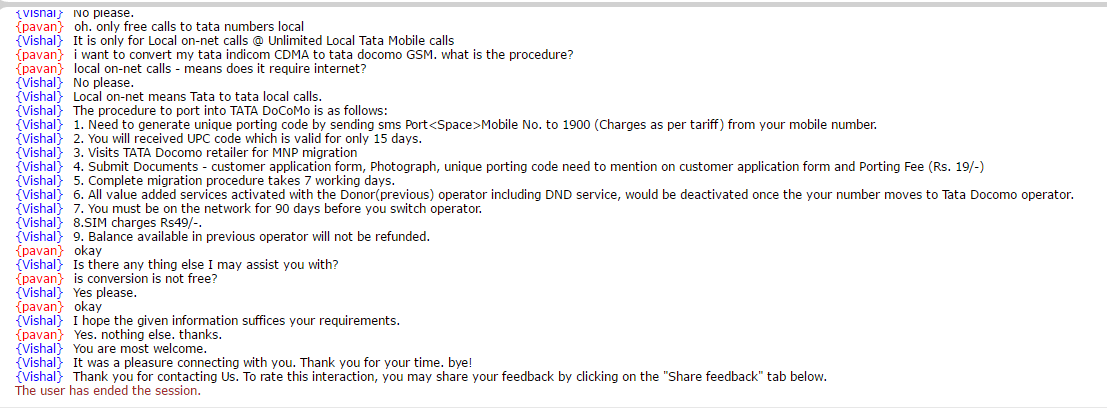 {Vishal} No please.
{pavan} oh. only free calls to tata numbers local
{Vishal} It is only for Local on-net calls @ Unlimited Local Tata Mobile calls
{pavan} i want to convert my tata indicom CDMA to tata docomo GSM. what is the procedure?
{pavan} local on-net calls - means does it require internet?
{Vishal} No please.
{Vishal} Local on-net means Tata to tata local calls.
{Vishal} The procedure to port into TATA DoCoMo is as follows:
{Vishal} 1. Need to generate unique porting code by sending sms Port<Space>Mobile No. to 1900 (Charges as per tariff) from your mobile number.
{Vishal} 2. You will received UPC code which is valid for only 15 days.
{Vishal} 3. Visits TATA Docomo retailer for MNP migration
{Vishal} 4. Submit Documents - customer application form, Photograph, unique porting code need to mention on customer application form and Porting Fee (Rs. 19/-)
{Vishal} 5. Complete migration procedure takes 7 working days.
{Vishal} 6. All value added services activated with the Donor(previous) operator including DND service, would be deactivated once the your number moves to Tata Docomo operator.
{Vishal} 7. You must be on the network for 90 days before you switch operator.
{Vishal} 8.SIM charges Rs49/-.
{Vishal} 9. Balance available in previous operator will not be refunded.
{pavan} okay
{Vishal} Is there any thing else I may assist you with?
{pavan} is conversion is not free?
{Vishal} Yes please.
{pavan} okay
{Vishal} I hope the given information suffices your requirements.
{pavan} Yes. nothing else. thanks.
{Vishal} You are most welcome.
{Vishal} It was a pleasure connecting with you. Thank you for your time. bye!
{Vishal} Thank you for contacting Us. To rate this interaction, you may share your feedback by clicking on the "Share feedback" tab below.
The user has ended the session.